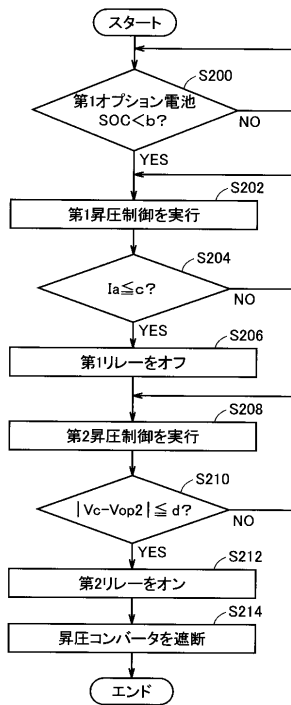 スタート
S200
第1オプション電池
SOC<b?
NO
YES
S202
第1昇圧制御を実行
S204
Ia≦c?
NO
YES
S206
第1リレーをオフ
S208
第2昇圧制御を実行
S210
|Vc-Vop2|≦d?
NO
YES
S212
第2リレーをオン
S214
昇圧コンバータを遮断
エンド